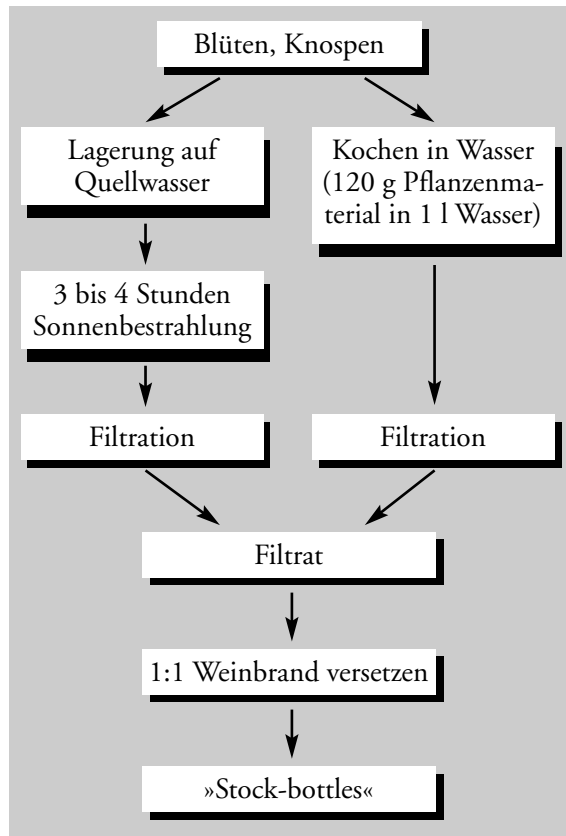 Blüten, Knospen
Lagerung auf
Quellwasser
Kochen in Wasser
(120 g Pflanzenma-
terial in 1 l Wasser)
3 bis 4 Stunden
Sonnenbestrahlung
Filtration
Filtration
Filtrat
1:1 Weinbrand versetzen
»Stock-bottles«